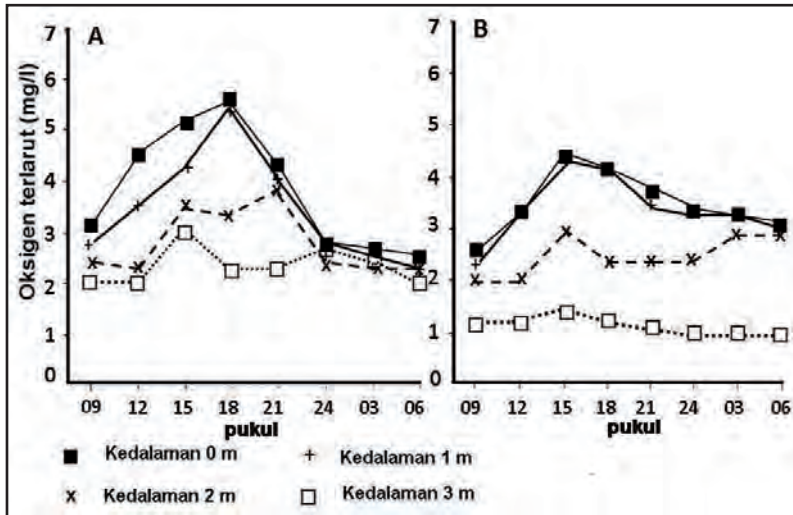 A
B
Oksigen terlarut (mg/l)
7
6
5
4
3
2
1
0
7
6
5
4
3
2
1
0
09 12 15 18 21 24 03 06
09 12 15 18 21 24 03 06
pukul
pukul
Kedalaman 0 m
Kedalaman 1 m
Kedalaman 2 m
Kedalaman 3 m